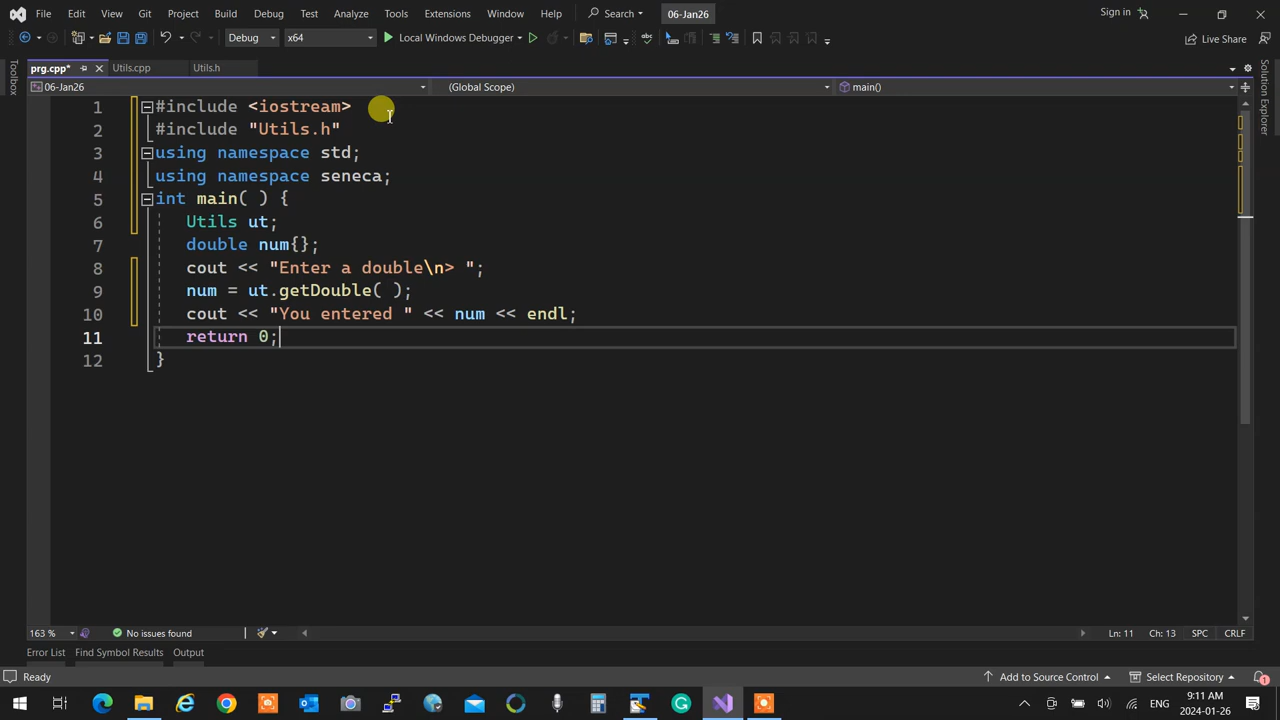 File Edit View Git Project Build Debug Test Analyze Tools Extensions Window Help Search 06-Jan26 Sign in
Debug x64 Local Windows Debugger Live Share
prg.cpp* Utils.cpp Utils.h
06-Jan26 (Global Scope) main()
Toolbox
Solution Explorer
1 #include <iostream>
2 #include "Utils.h"
3 using namespace std;
4 using namespace seneca;
5 int main( ) {
6 Utils ut;
7 double num{};
8 cout << "Enter a double\n> ";
9 num = ut.getDouble( );
10 cout << "You entered " << num << endl;
11 return 0;
12 }
163 % No issues found Ln: 11 Ch: 13 SPC CRLF
Error List Find Symbol Results Output
Ready Add to Source Control Select Repository 1
ENG 9:11 AM
2024-01-26